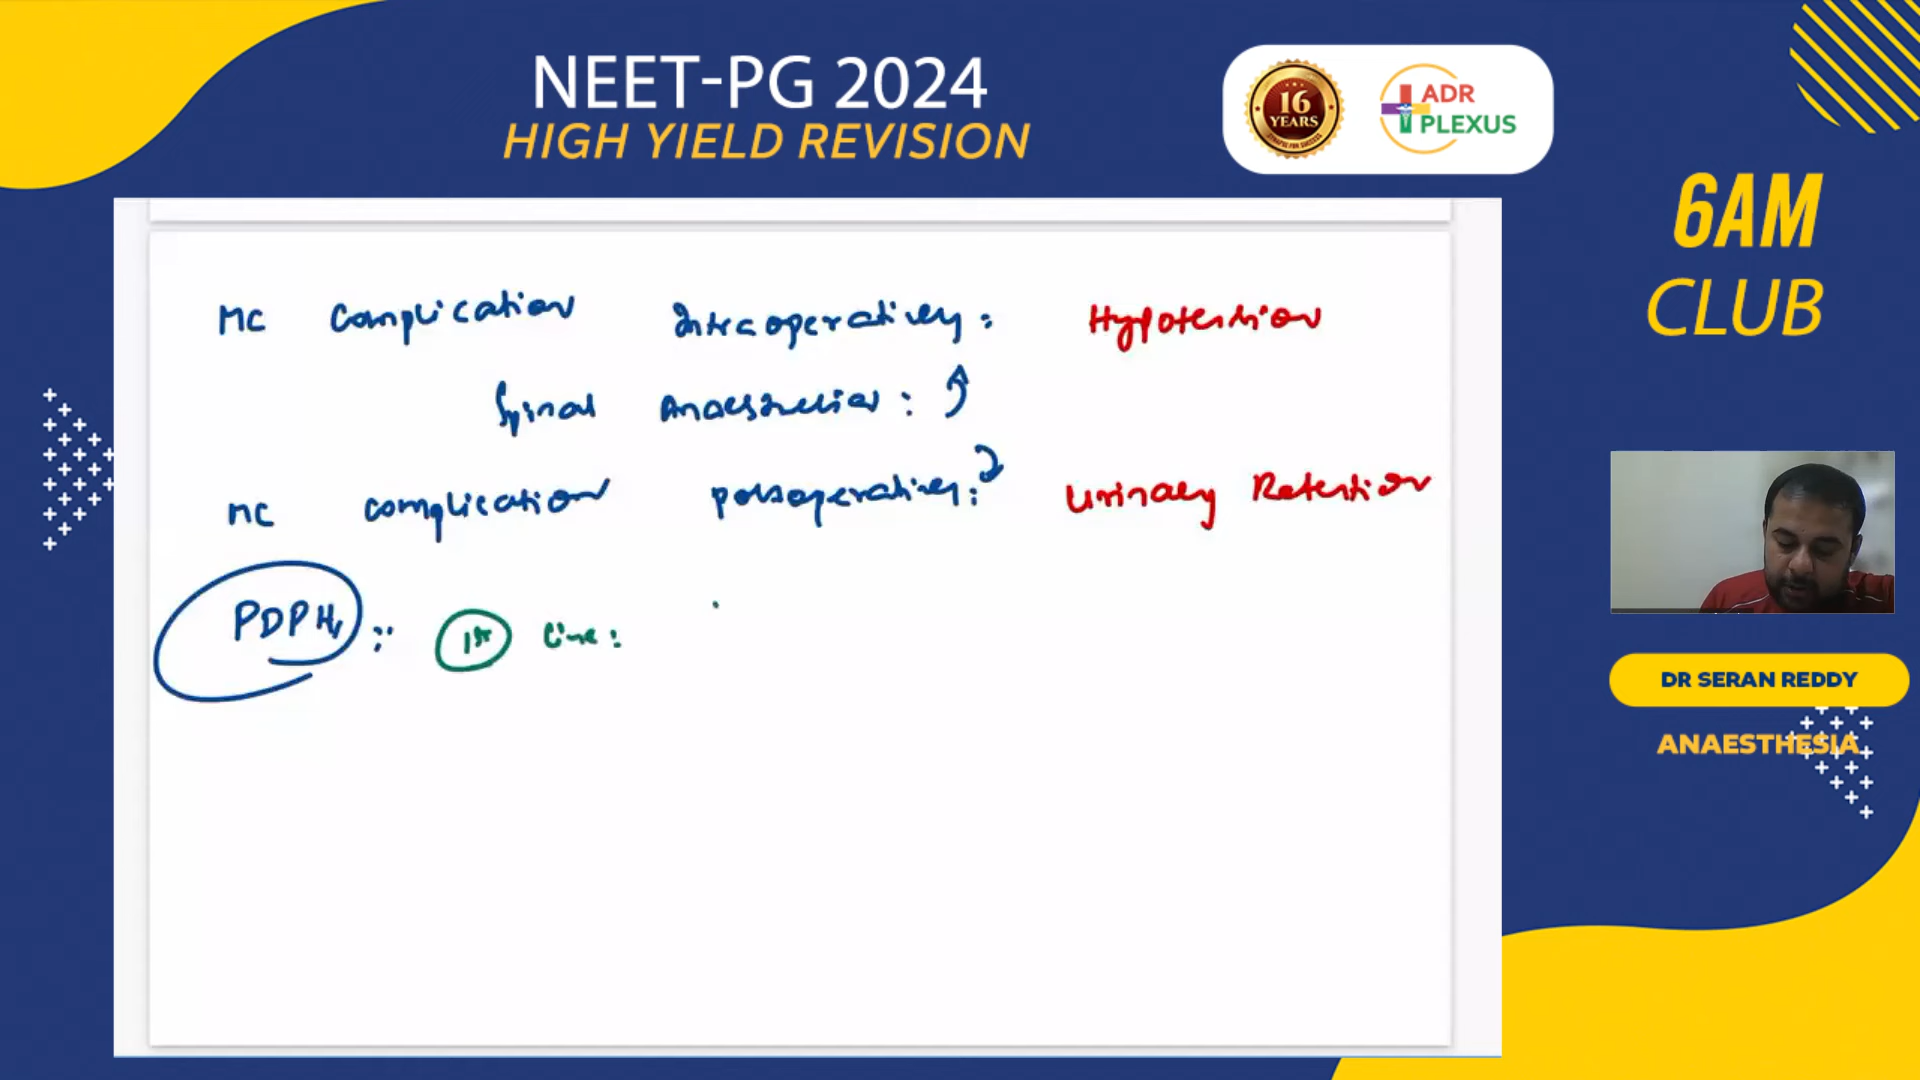 NEET-PG 2024
HIGH YIELD REVISION
16
YEARS
ADR
PLEXUS
6AM
CLUB
MC Complication Intraoperatively: Hypotension
Spinal Anaesthesia:
MC complication postoperatively: Urinary Retention
PDPH : 1st Line:
DR SERAN REDDY
ANAESTHESIA